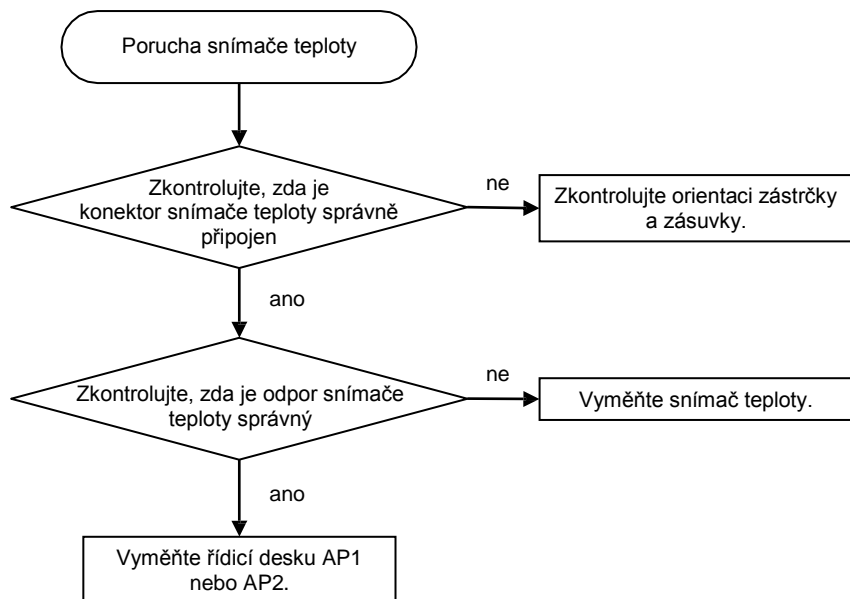 Porucha snímače teploty
Zkontrolujte, zda je
konektor snímače teploty správně
připojen
ne
Zkontrolujte orientaci zástrčky
a zásuvky.
ano
Zkontrolujte, zda je odpor snímače
teploty správný
ne
Vyměňte snímač teploty.
ano
Vyměňte řídicí desku AP1
nebo AP2.